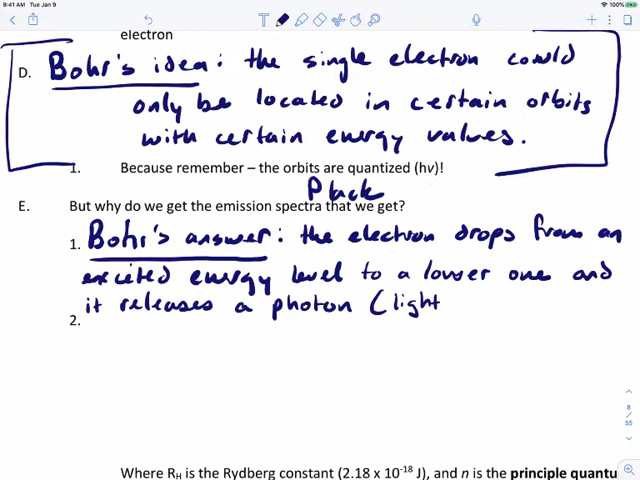 9:41 AM Tue Jan 9
100%
electron
D. Bohr's idea: the single electron could
only be located in certain orbits
with certain energy values.
1. Because remember – the orbits are quantized (hν)!
Plack
E. But why do we get the emission spectra that we get?
1. Bohr's answer: the electron drops from an
excited energy level to a lower one and
it releases a photon (light
2.
8
/
55
Where RH is the Rydberg constant (2.18 x 10-18 J), and n is the principle quantu